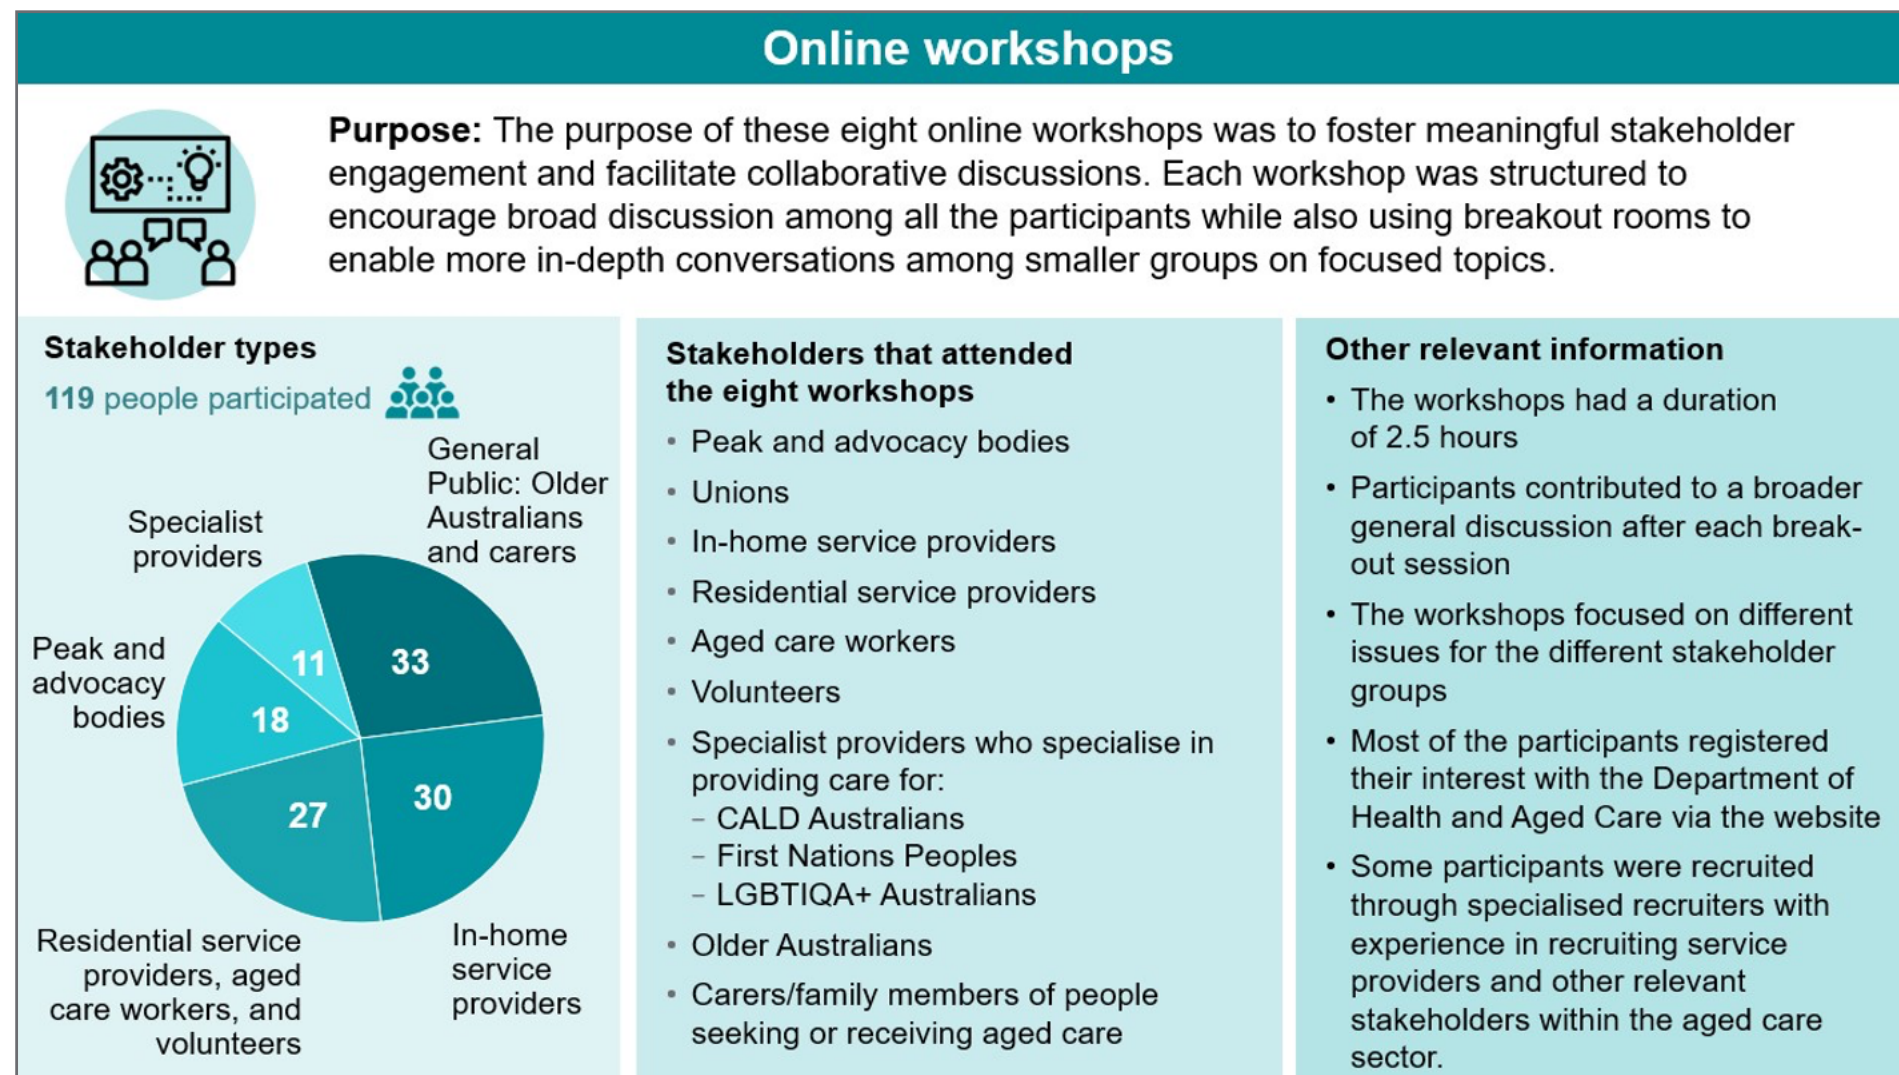 Online workshops
Purpose: The purpose of these eight online workshops was to foster meaningful stakeholder
engagement and facilitate collaborative discussions. Each workshop was structured to
encourage broad discussion among all the participants while also using breakout rooms to
enable more in-depth conversations among smaller groups on focused topics.
Stakeholder types
119 people participated
General
Public: Older
Australians
and carers
Specialist
providers
Peak and
advocacy
bodies
11
33
18
27
30
Residential service
providers, aged
care workers, and
volunteers
In-home
service
providers
Stakeholders that attended
the eight workshops
• Peak and advocacy bodies
• Unions
• In-home service providers
• Residential service providers
• Aged care workers
• Volunteers
• Specialist providers who specialise in
providing care for:
– CALD Australians
– First Nations Peoples
– LGBTIQA+ Australians
• Older Australians
• Carers/family members of people
seeking or receiving aged care
Other relevant information
• The workshops had a duration
of 2.5 hours
• Participants contributed to a broader
general discussion after each break-
out session
• The workshops focused on different
issues for the different stakeholder
groups
• Most of the participants registered
their interest with the Department of
Health and Aged Care via the website
• Some participants were recruited
through specialised recruiters with
experience in recruiting service
providers and other relevant
stakeholders within the aged care
sector.